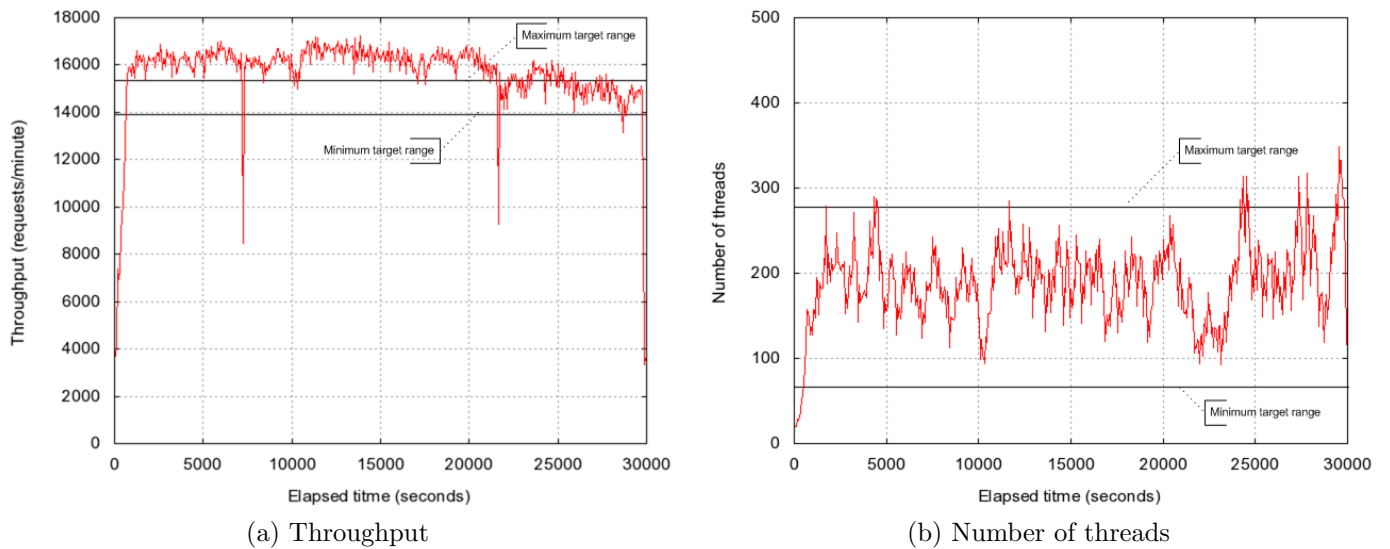 18000
16000
14000
12000
10000
8000
6000
4000
2000
0
Throughput (requests/minute)
Maximum target range
Minimum target range
0 5000 10000 15000 20000 25000 30000
Elapsed titme (seconds)
(a) Throughput
500
400
300
200
100
0
Number of threads
Maximum target range
Minimum target range
0 5000 10000 15000 20000 25000 30000
Elapsed titme (seconds)
(b) Number of threads